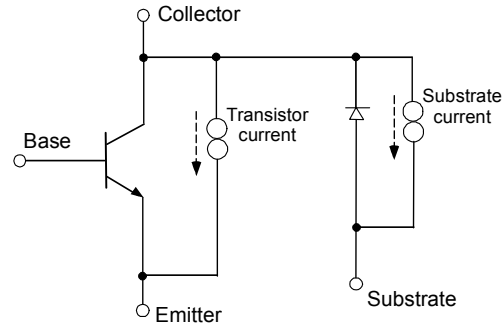 Collector
Transistor
current
Substrate
current
Base
Emitter
Substrate